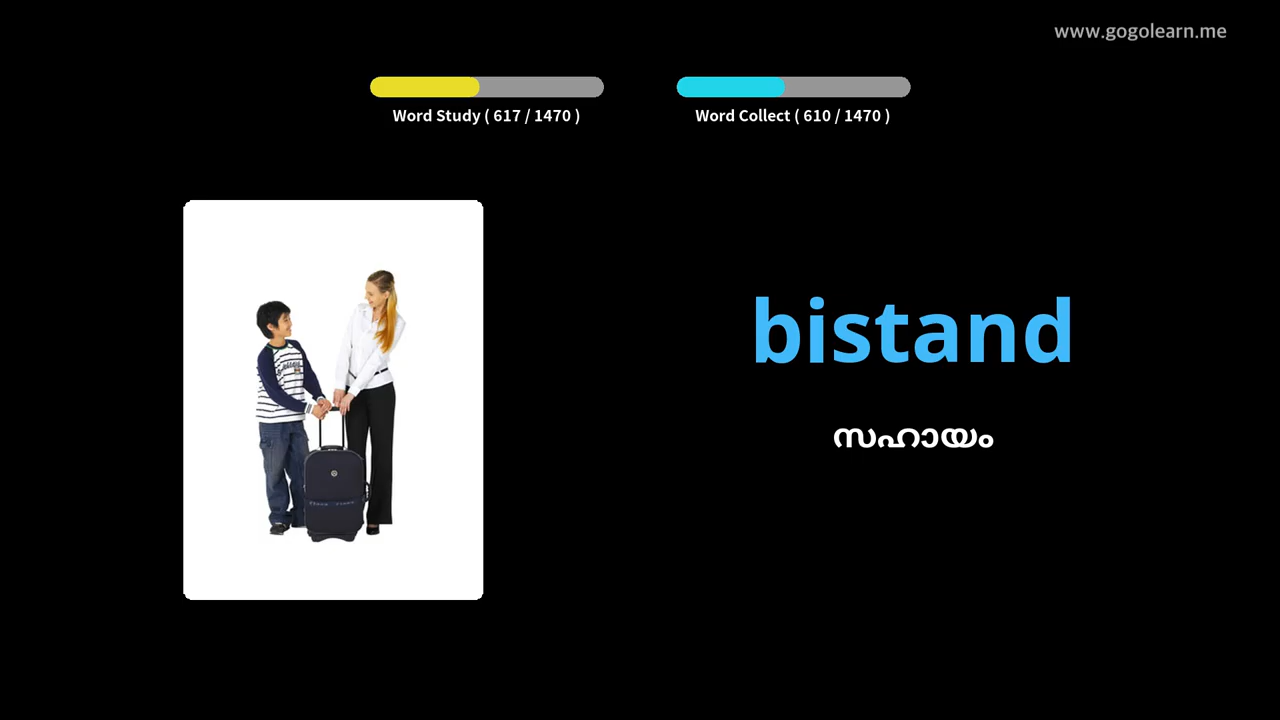 www.gogolearn.me
Word Study ( 617 / 1470 )
Word Collect ( 610 / 1470 )
bistand
സഹായം